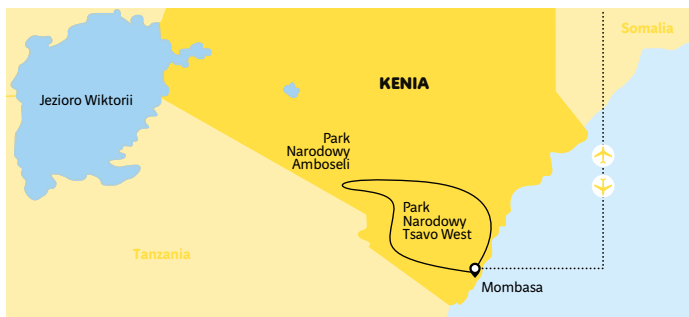 Somalia
KENIA
Jezioro Wiktorii
Park
Narodowy
Amboseli
Park
Narodowy
Tsavo West
Tanzania
Mombasa